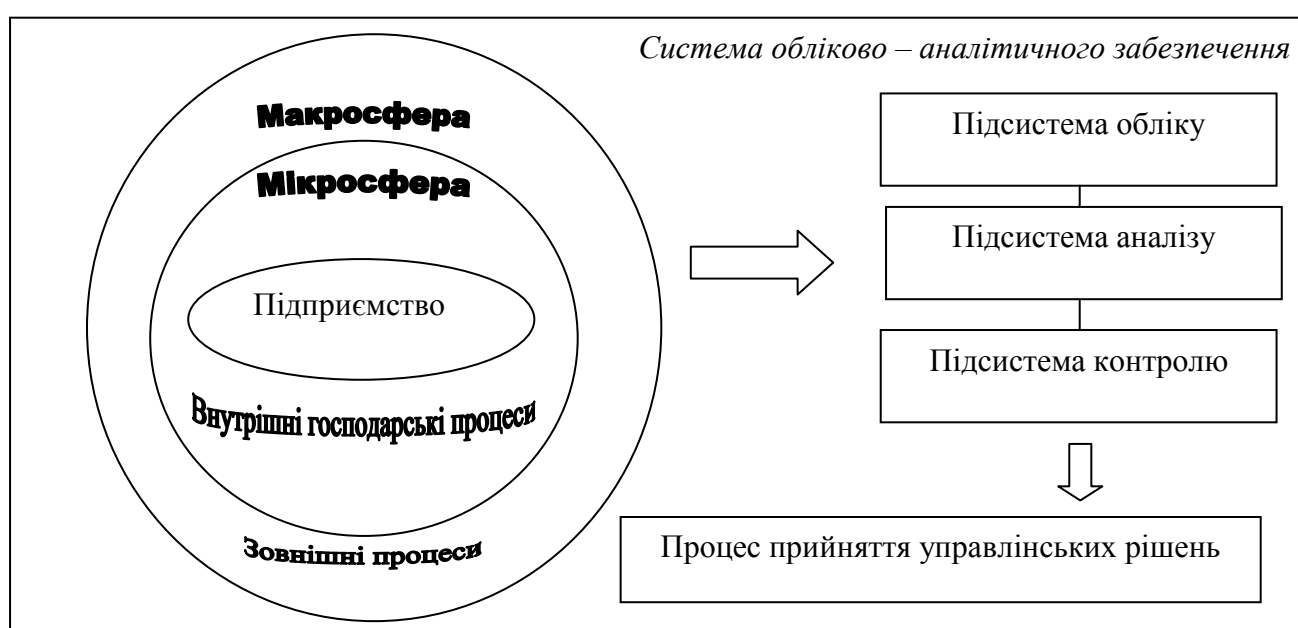 Система обліково – аналітичного забезпечення
Макросфера
Мікросфера
Підприємство
Внутрішні господарські процеси
Зовнішні процеси
Підсистема обліку
Підсистема аналізу
Підсистема контролю
Процес прийняття управлінських рішень